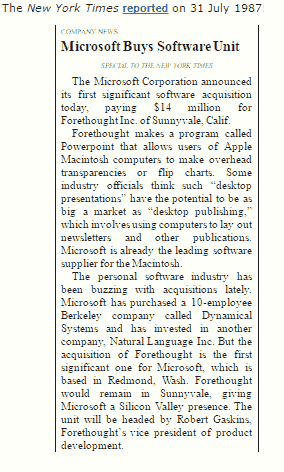 The New York Times reported on 31 July 1987
COMPANY NEWS
Microsoft Buys Software Unit
SPECIAL TO THE NEW YORK TIMES
The Microsoft Corporation announced
its first significant software acquisition
today, paying $14 million for
Forethought Inc. of Sunnyvale, Calif.
Forethought makes a program called
Powerpoint that allows users of Apple
Macintosh computers to make overhead
transparencies or flip charts. Some
industry officials think such “desktop
presentations” have the potential to be as
big a market as “desktop publishing,”
which involves using computers to lay out
newsletters and other publications.
Microsoft is already the leading software
supplier for the Macintosh.
The personal software industry has
been buzzing with acquisitions lately.
Microsoft has purchased a 10-employee
Berkeley company called Dynamical
Systems and has invested in another
company, Natural Language Inc. But the
acquisition of Forethought is the first
significant one for Microsoft, which is
based in Redmond, Wash. Forethought
would remain in Sunnyvale, giving
Microsoft a Silicon Valley presence. The
unit will be headed by Robert Gaskins,
Forethought's vice president of product
development.